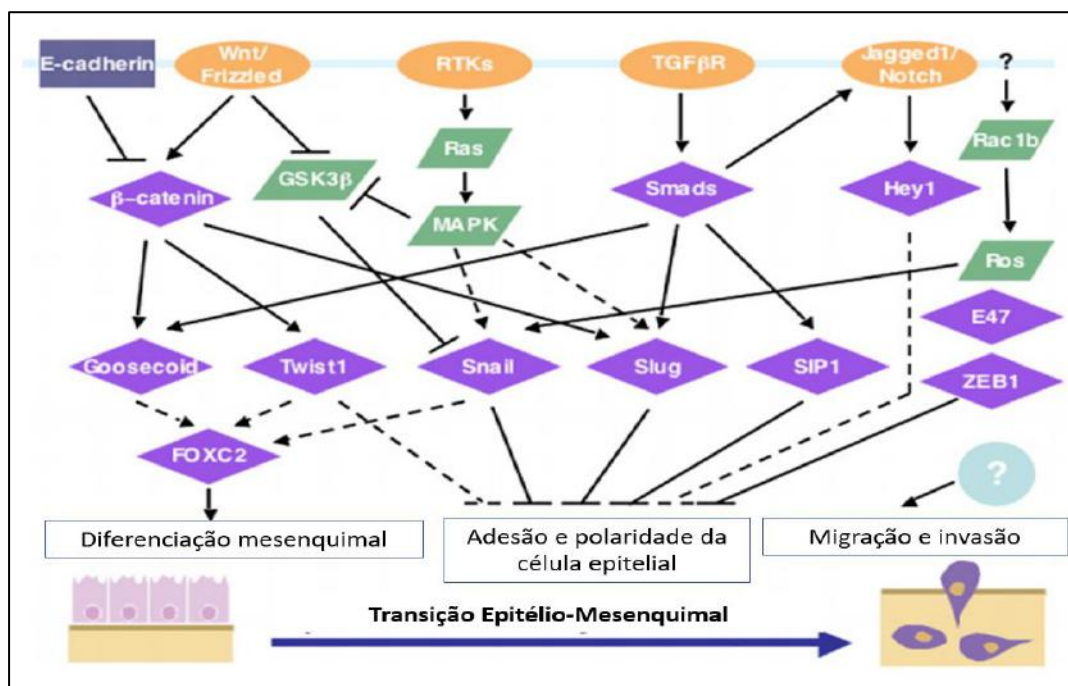 E-cadherin
Wnt/
Frizzled
RTKs
TGFβR
Jagged1/
Notch
?
Ras
Rac1b
GSK3β
β-catenin
Smads
Hey1
MAPK
Ros
E47
Goosecoid
Twist1
Snail
Slug
SIP1
ZEB1
FOXC2
?
Diferenciação mesenquimal
Adesão e polaridade da
célula epitelial
Migração e invasão
Transição Epitélio-Mesenquimal